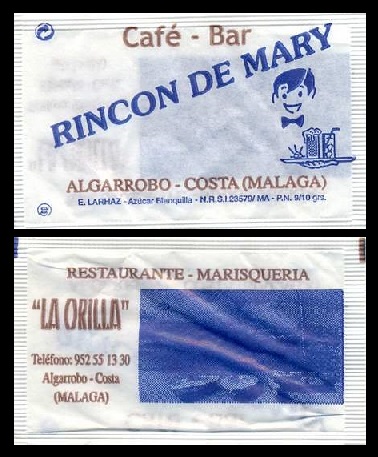 Café - Bar
RINCON DE MARY
ALGARROBO - COSTA (MALAGA)
E. LARHAZ - Azucar Blanquilla - N.R.S.I.23570/ MA - P.N. 9/10 grs.
RESTAURANTE - MARISQUERIA
"LA ORILLA"
Teléfono: 952 55 13 30
Algarrobo - Costa
(MALAGA)